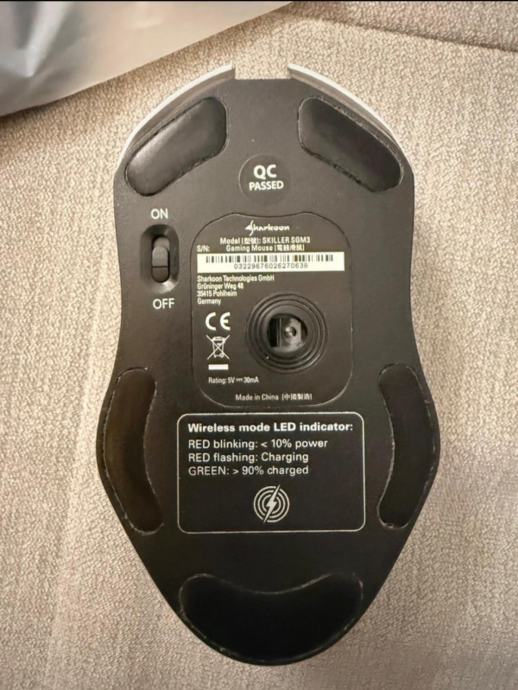 QC
PASSED
ON
OFF
Sharkoon
Model (型號): SKILLER SGM3
S/N: Gaming Mouse (電競滑鼠)
03229676026270636
Sharkoon Technologies GmbH
Grüninger Weg 48
35415 Pohlheim
Germany
CE
Rating: 5V 30mA
Made in China (中國製造)
Wireless mode LED indicator:
RED blinking: < 10% power
RED flashing: Charging
GREEN: > 90% charged